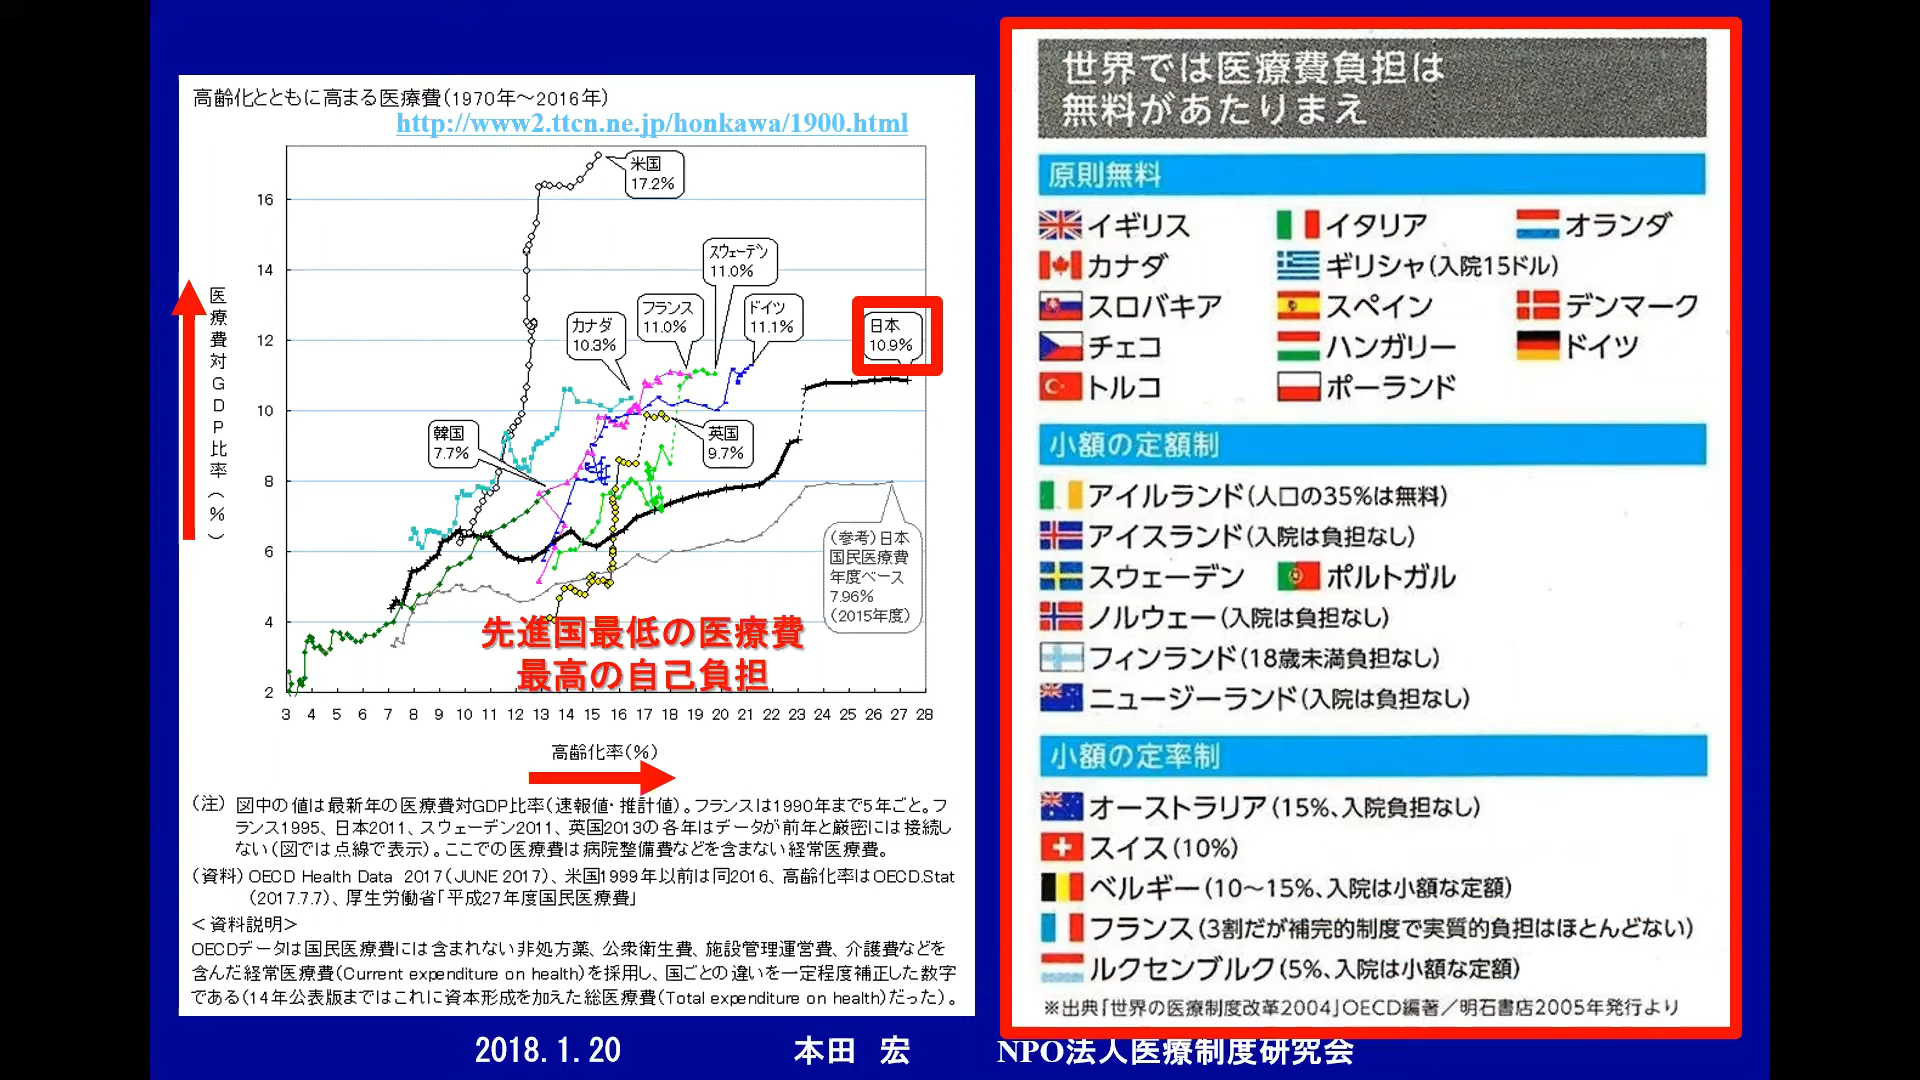 高齢化とともに高まる医療費(1970年～2016年)
http://www2.ttcn.ne.jp/honkawa/1900.html
医療費対GDP比率(%)
16
14
12
10
8
6
4
2
米国
17.2%
スウェーデン
11.0%
フランス
11.0%
ドイツ
11.1%
カナダ
10.3%
日本
10.9%
韓国
7.7%
英国
9.7%
(参考)日本
国民医療費
年度ベース
7.96%
(2015年度)
先進国最低の医療費
最高の自己負担
3 4 5 6 7 8 9 10 11 12 13 14 15 16 17 18 19 20 21 22 23 24 25 26 27 28
高齢化率(%)
(注) 図中の値は最新年の医療費対GDP比率(速報値・推計値)。フランスは1990年まで5年ごと。フ
ランス1995、日本2011、スウェーデン2011、英国2013の各年はデータが前年と厳密には接続し
ない(図では点線で表示)。ここでの医療費は病院整備費などを含まない経常医療費。
(資料) OECD Health Data 2017(JUNE 2017)、米国1999年以前は同2016、高齢化率はOECD.Stat
(2017.7.7)、厚生労働省「平成27年度国民医療費」
<資料説明>
OECDデータは国民医療費には含まれない非処方薬、公衆衛生費、施設管理運営費、介護費などを
含んだ経常医療費(Current expenditure on health)を採用し、国ごとの違いを一定程度補正した数字
である(14年公表版まではこれに資本形成を加えた総医療費(Total expenditure on health)だった)。
世界では医療費負担は
無料があたりまえ
原則無料
イギリス イタリア オランダ
カナダ ギリシャ(入院15ドル)
スロバキア スペイン デンマーク
チェコ ハンガリー ドイツ
トルコ ポーランド
小額の定額制
アイルランド(人口の35%は無料)
アイスランド(入院は負担なし)
スウェーデン ポルトガル
ノルウェー(入院は負担なし)
フィンランド(18歳未満負担なし)
ニュージーランド(入院は負担なし)
小額の定率制
オーストラリア(15%、入院負担なし)
スイス(10%)
ベルギー(10～15%、入院は小額な定額)
フランス(3割だが補完的制度で実質的負担はほとんどない)
ルクセンブルク(5%、入院は小額な定額)
※出典「世界の医療制度改革2004」OECD編著／明石書店2005年発行より
2018.1.20 本田 宏 NPO法人医療制度研究会